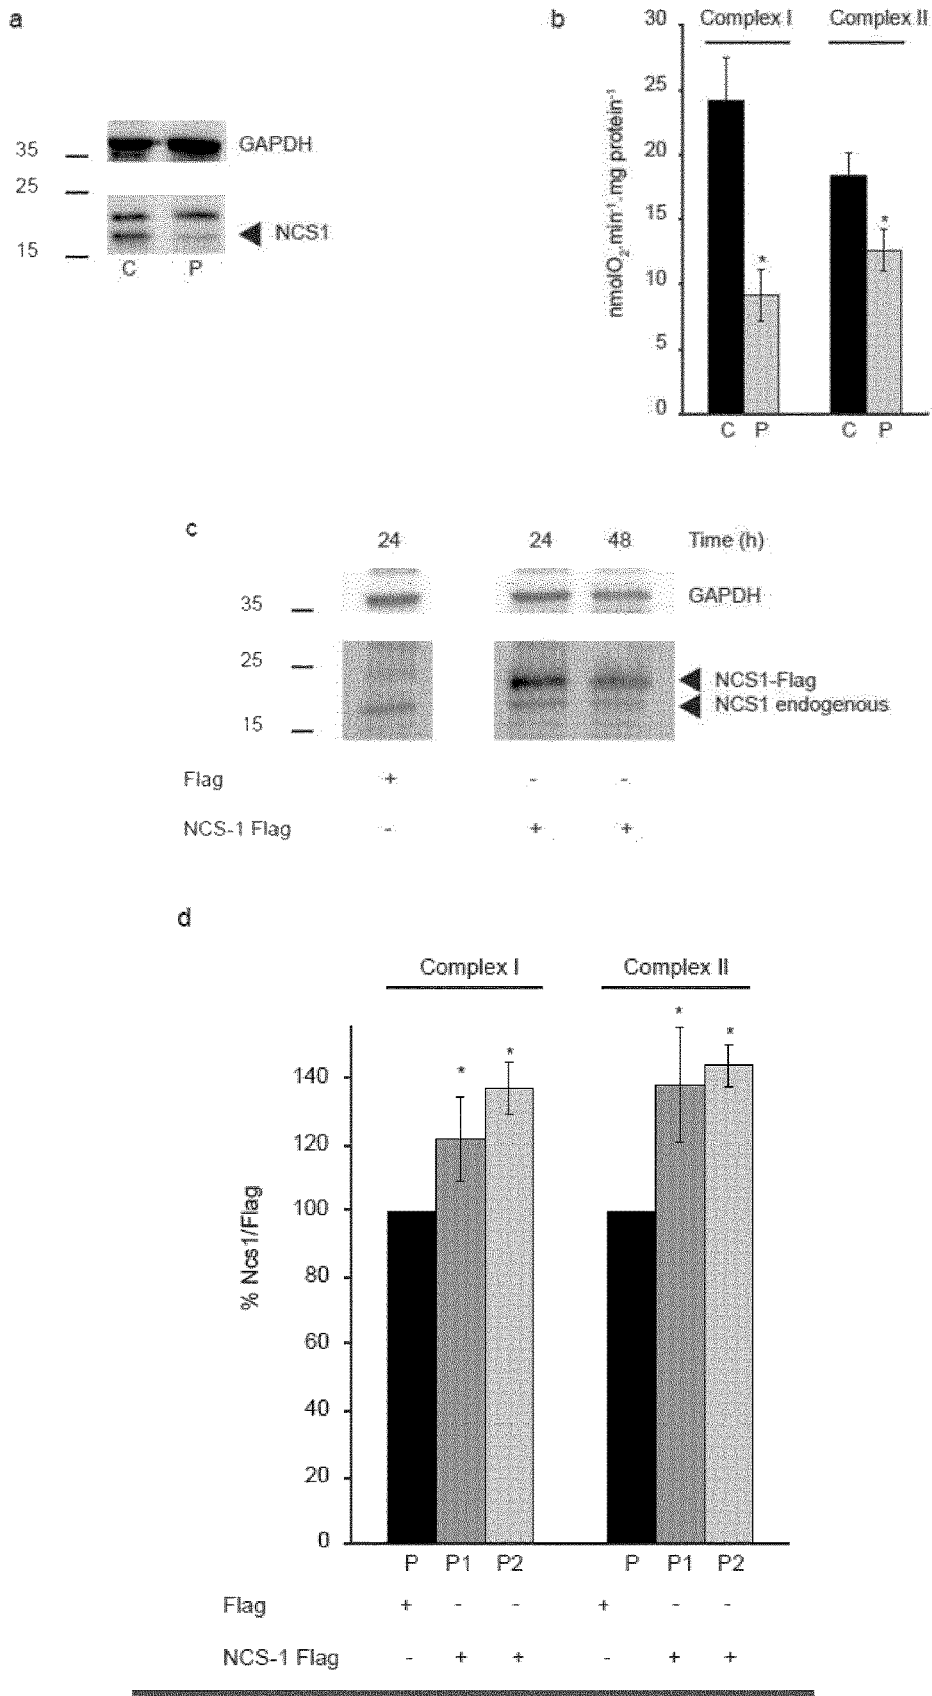 a
GAPDH
35
25
NCS1
15
C P
b
Complex I Complex II
30
25
20
15
10
5
0
nmolO2.min-1.mg protein-1
*
*
C P C P
c
24 24 48 Time (h)
GAPDH
35
25
NCS1-Flag
NCS1 endogenous
15
Flag + - -
NCS-1 Flag - + +
d
Complex I Complex II
* * * *
140
120
100
80
60
40
20
0
% Ncs1/Flag
P P1 P2 P P1 P2
Flag + - - + - -
NCS-1 Flag - + + - + +